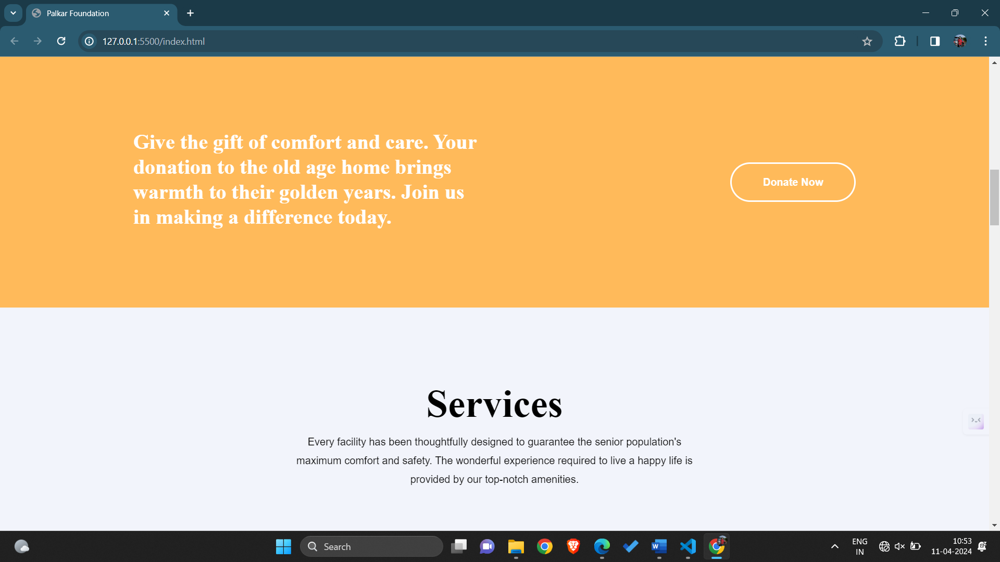 Palkar Foundation
127.0.0.1:5500/index.html
Give the gift of comfort and care. Your
donation to the old age home brings
warmth to their golden years. Join us
in making a difference today.
Donate Now
Services
Every facility has been thoughtfully designed to guarantee the senior population's
maximum comfort and safety. The wonderful experience required to live a happy life is
provided by our top-notch amenities.
Search
ENG
IN
10:53
11-04-2024